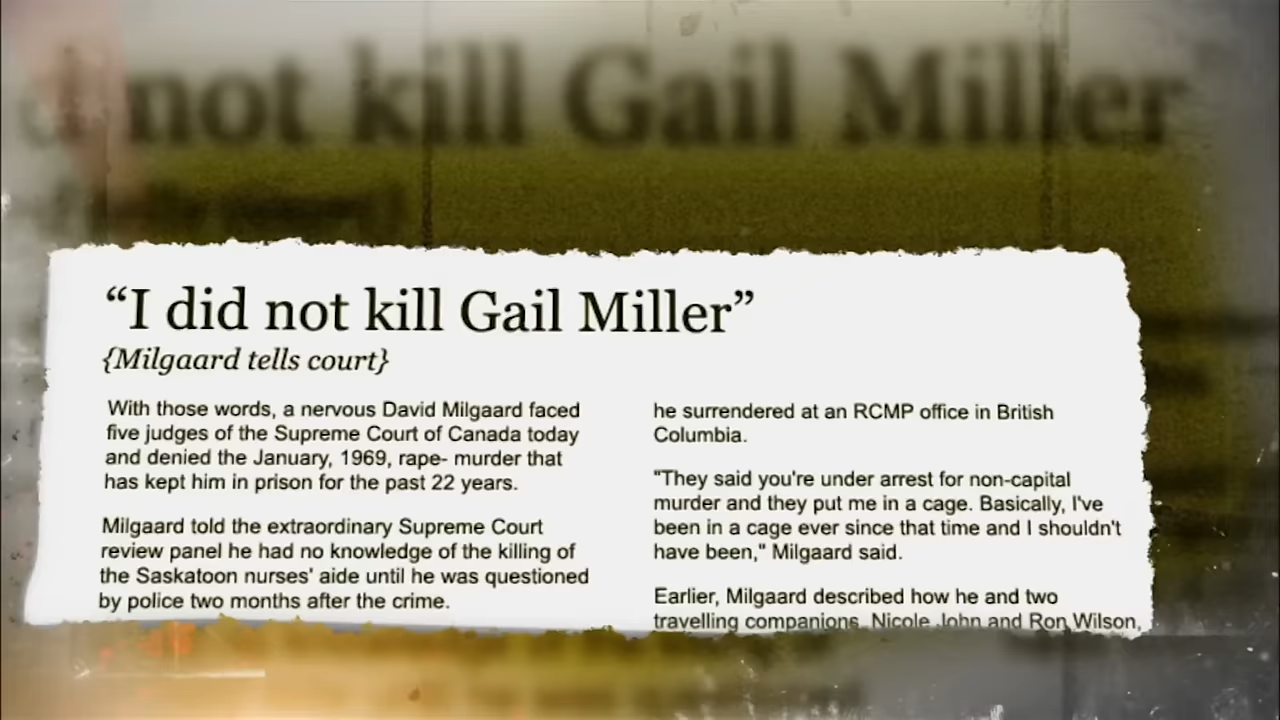 d not kill Gail Miller
“I did not kill Gail Miller”
{Milgaard tells court}
With those words, a nervous David Milgaard faced
five judges of the Supreme Court of Canada today
and denied the January, 1969, rape- murder that
has kept him in prison for the past 22 years.
Milgaard told the extraordinary Supreme Court
review panel he had no knowledge of the killing of
the Saskatoon nurses' aide until he was questioned
by police two months after the crime.
he surrendered at an RCMP office in British
Columbia.
"They said you're under arrest for non-capital
murder and they put me in a cage. Basically, I've
been in a cage ever since that time and I shouldn't
have been," Milgaard said.
Earlier, Milgaard described how he and two
travelling companions, Nicole John and Ron Wilson,